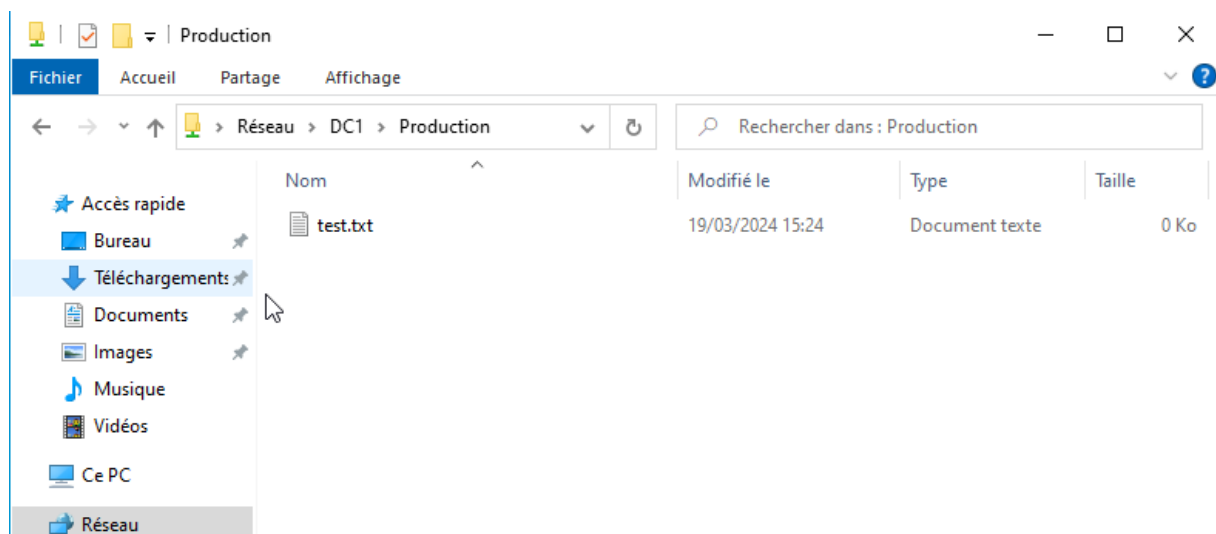 Production
Fichier Accueil Partage Affichage
Réseau > DC1 > Production Rechercher dans : Production
Nom Modifié le Type Taille
Accès rapide
test.txt 19/03/2024 15:24 Document texte 0 Ko
Bureau
Téléchargements
Documents
Images
Musique
Vidéos
Ce PC
Réseau